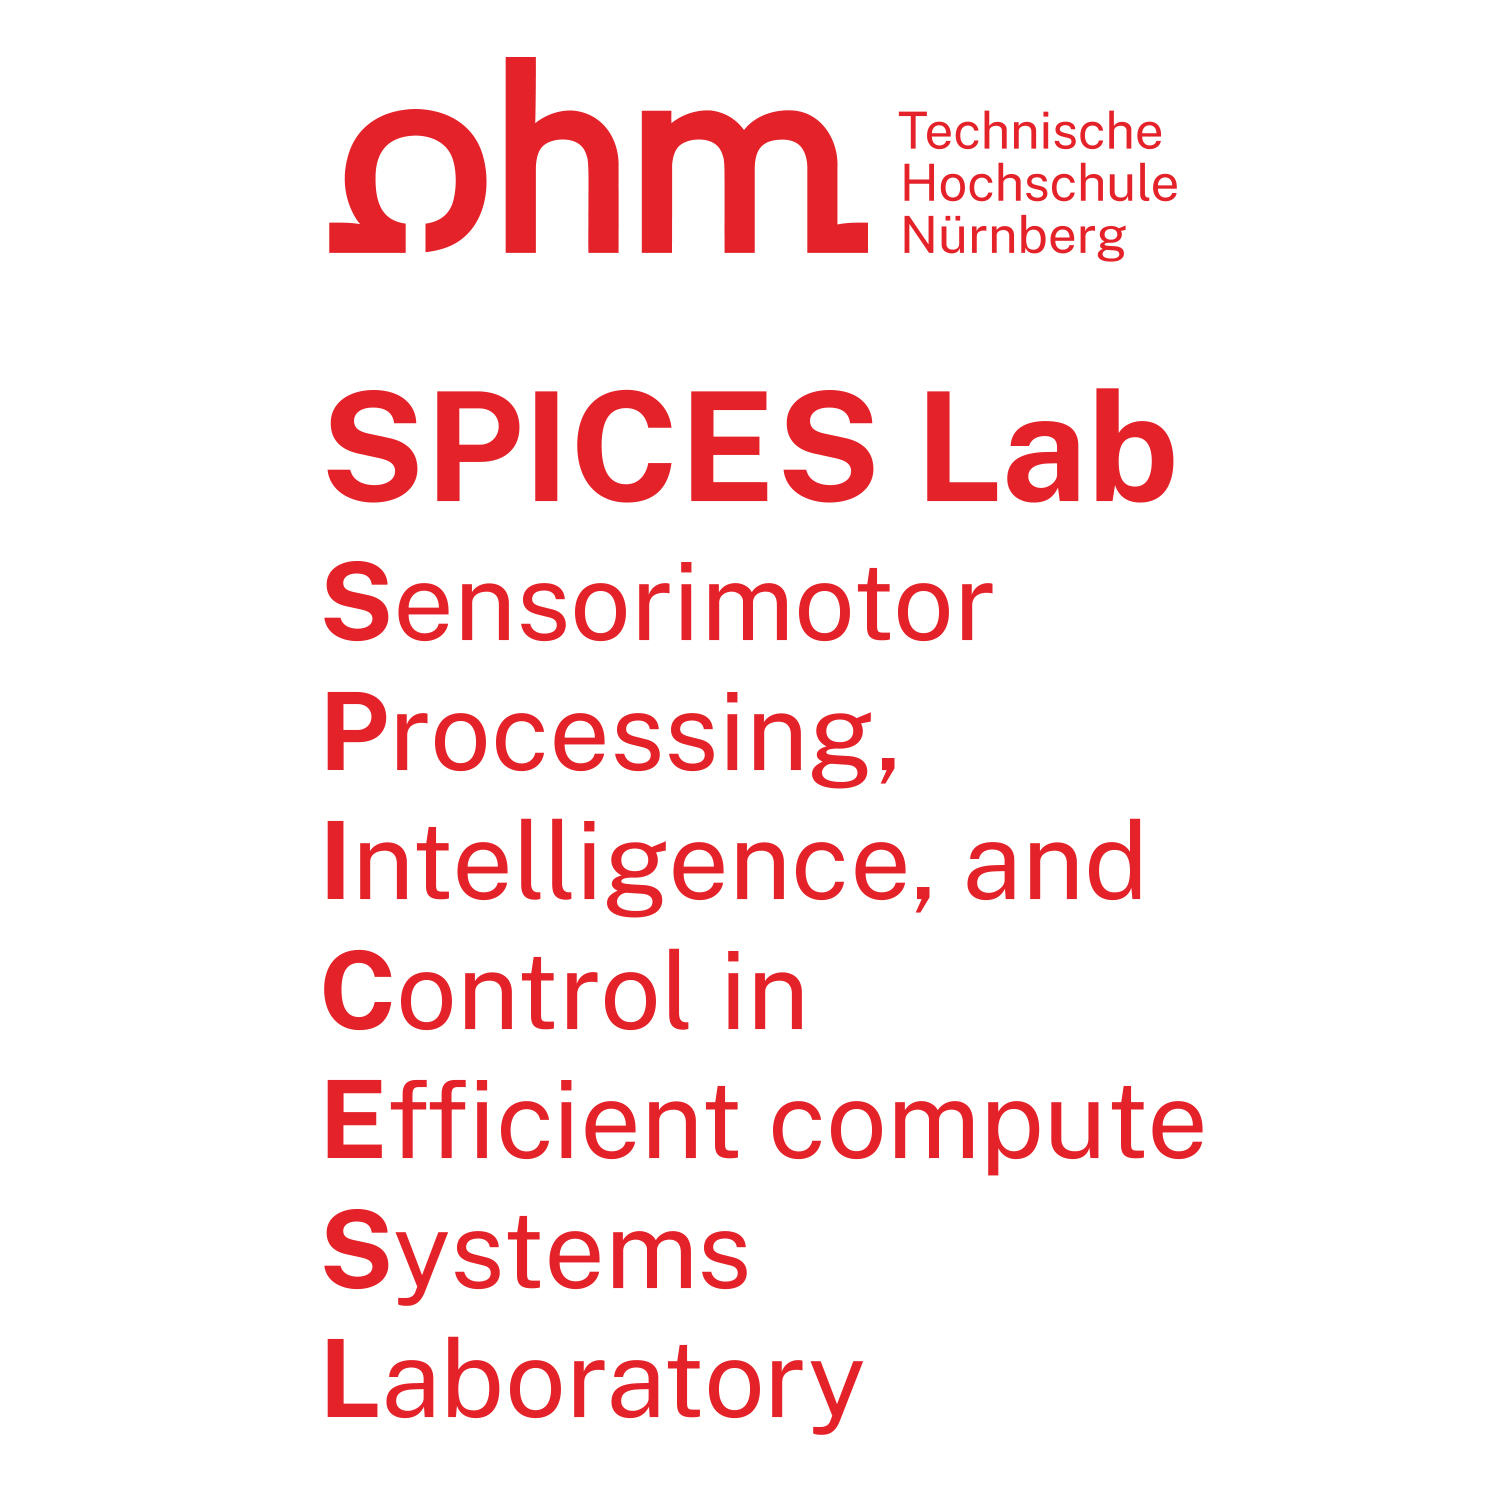 ohm
Technische
Hochschule
Nürnberg
SPICES Lab
Sensorimotor
Processing,
Intelligence, and
Control in
Efficient compute
Systems
Laboratory